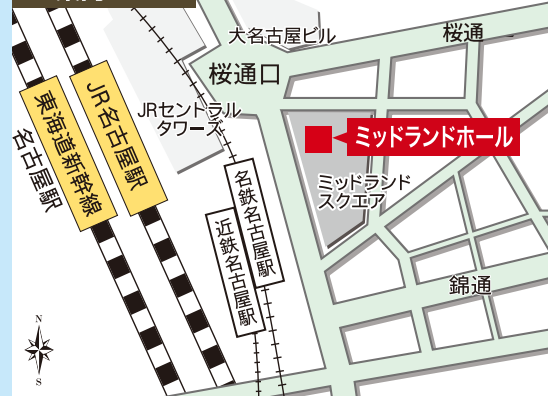 大名古屋ビル
桜通
桜通口
JRセントラル
タワーズ
ミッドランドホール
ミッドランド
スクエア
JR名古屋駅
東海道新幹線
名古屋駅
名鉄名古屋駅
近鉄名古屋駅
錦通
N
S